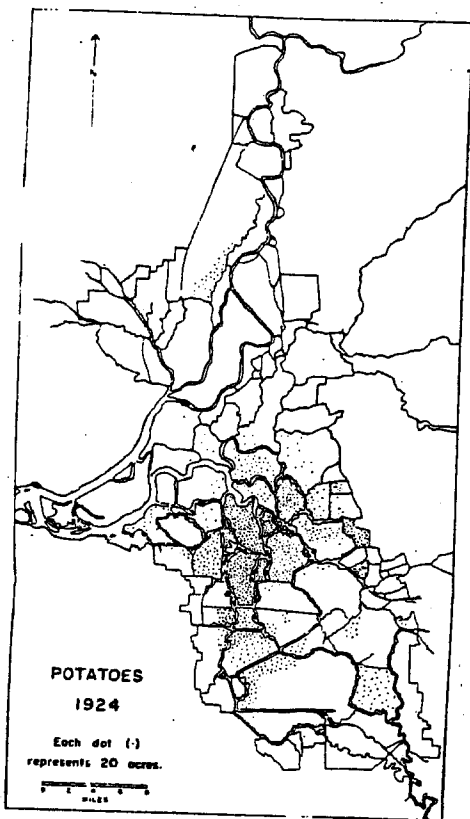 POTATOES
1924
Each dot (·)
represents 20 acres.
MILES